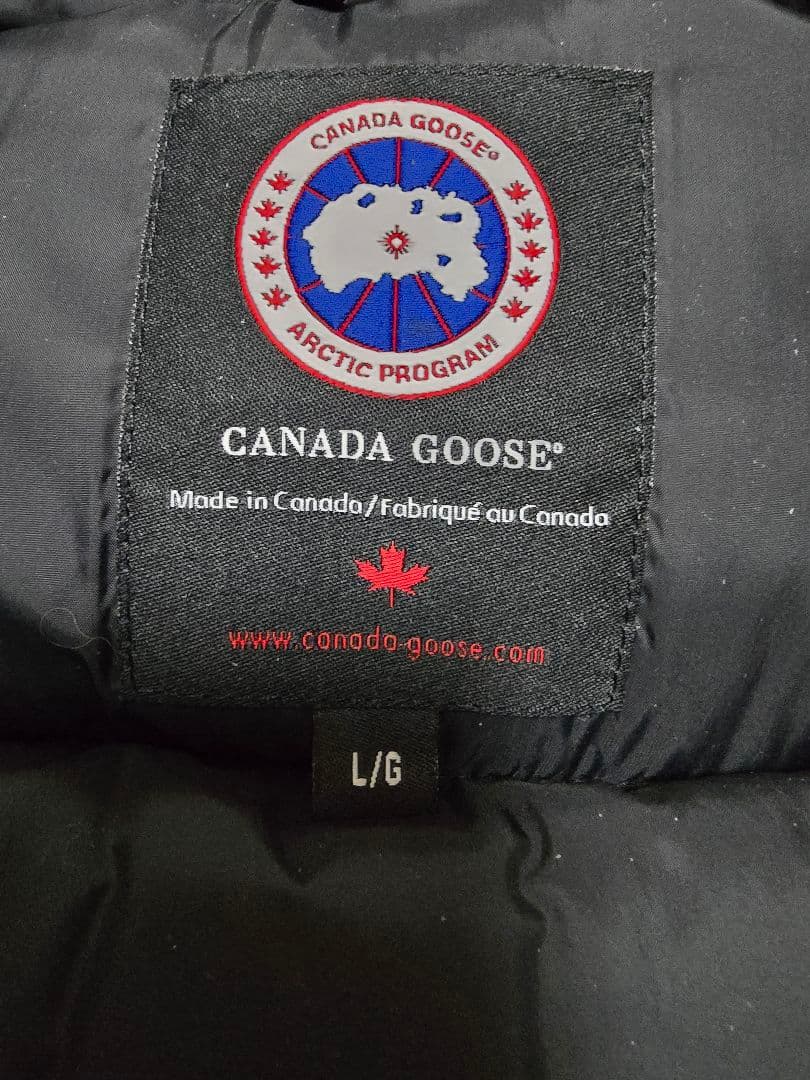 CANADA GOOSE®
ARCTIC PROGRAM
CANADA GOOSE®
Made in Canada/Fabriqué au Canada
www.canada-goose.com
L/G